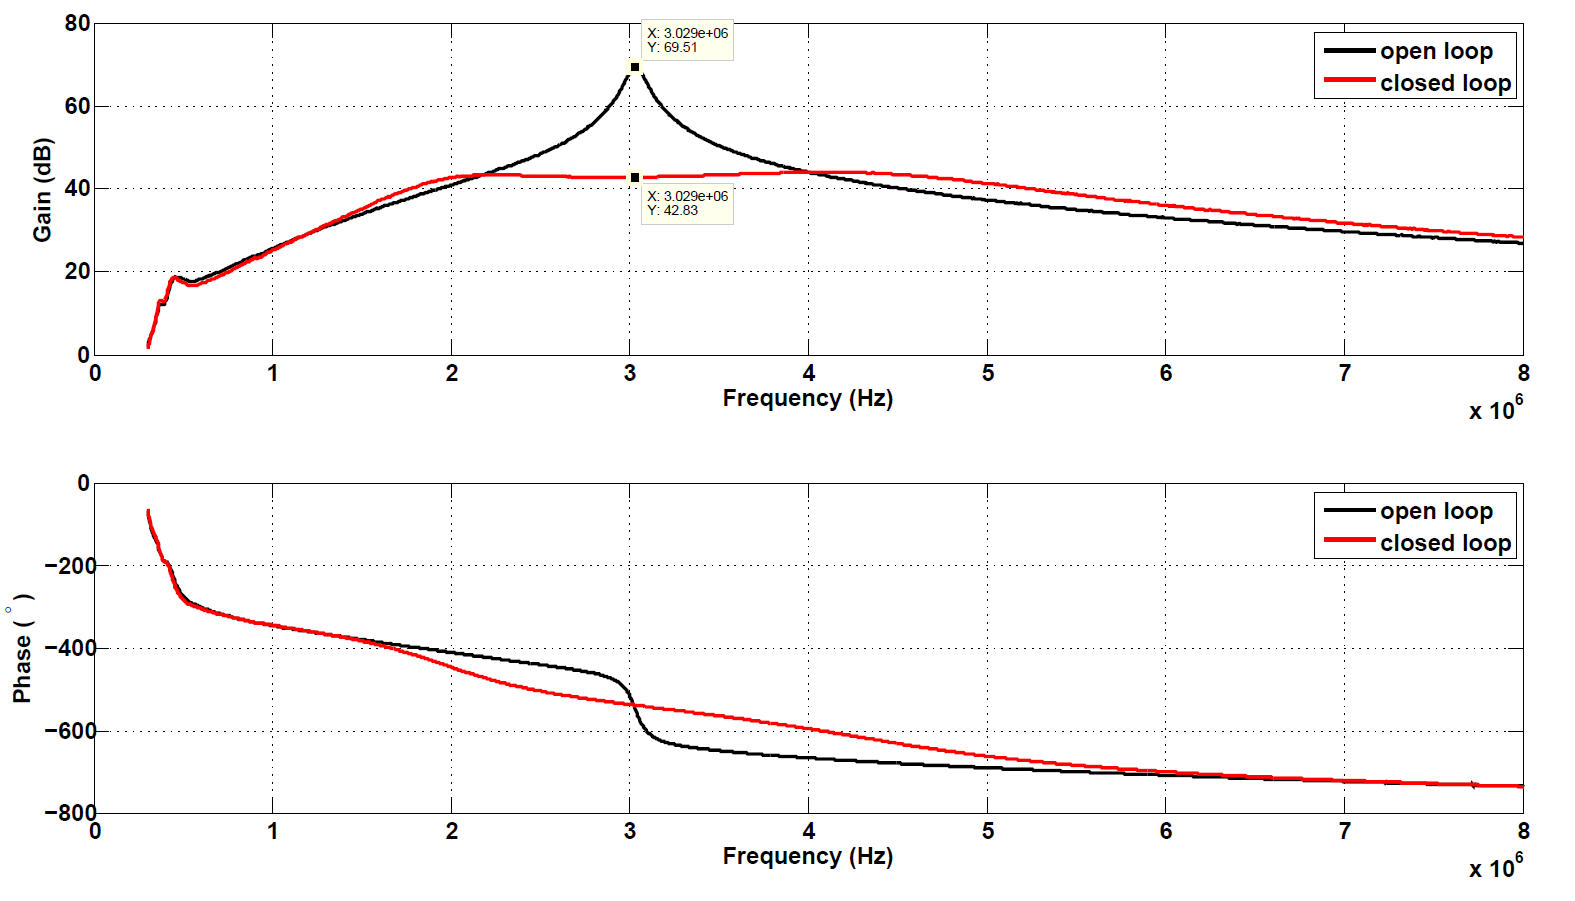 80
60
40
20
0
Gain (dB)
X: 3.029e+06
Y: 69.51
X: 3.029e+06
Y: 42.83
open loop
closed loop
0 1 2 3 4 5 6 7 8
Frequency (Hz)
x 10^6
0
−200
−400
−600
−800
Phase ( ° )
open loop
closed loop
0 1 2 3 4 5 6 7 8
Frequency (Hz)
x 10^6